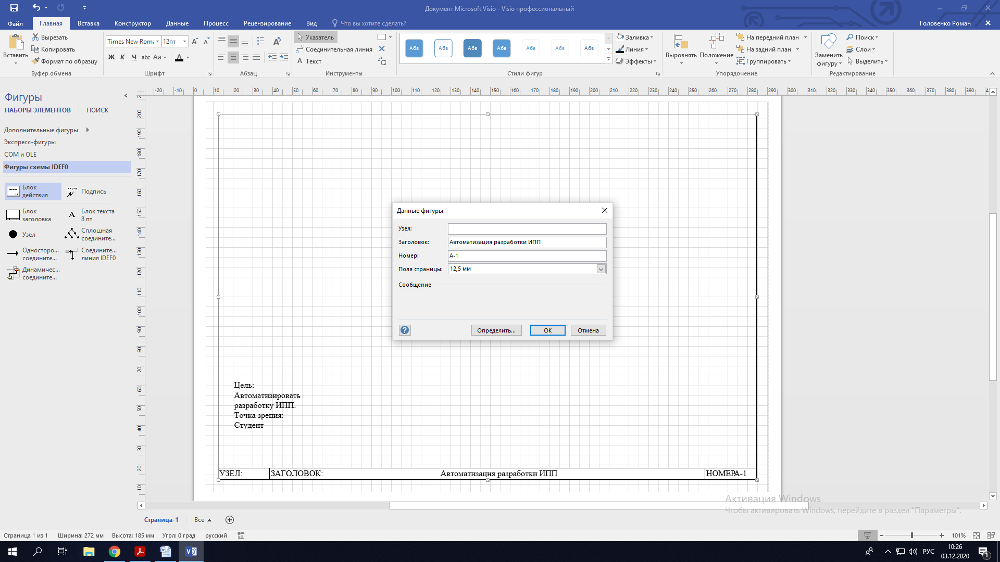 Документ Microsoft Visio - Visio профессиональный
Файл Главная Вставка Конструктор Данные Процесс Рецензирование Вид Что вы хотите сделать? Головенко Роман
Вставить
Вырезать
Копировать
Формат по образцу
Буфер обмена
Times New Roma 12пт
Ж К Ч abc Aa A
Шрифт
Абзац
Указатель
Соединительная линия
Текст
Инструменты
Абв Абв Абв Абв Абв Абв Абв
Стили фигур
Заливка
Линия
Эффекты
Выровнять Положение
На передний план
На задний план
Группировать
Упорядочение
Заменить
фигуру
Поиск
Слои
Выделить
Редактирование
Фигуры
НАБОРЫ ЭЛЕМЕНТОВ ПОИСК
Дополнительные фигуры
Экспресс-фигуры
COM и OLE
Фигуры схемы IDEF0
Блок
действия
Подпись
Блок
заголовка
Блок текста
8 пт
Узел
Сплошная
соедините...
Односторо...
соедините...
Соедините...
линия IDEF0
Динамичес...
соедините...
-20 -10 0 10 20 30 40 50 60 70 80 90 100 110 120 130 140 150 160 170 180 190 200 210 220 230 240 250 260 270 280 290 300 310 320 330 340 350 360 370 380 390 4
2 200 190 180 170 160 150 140 130 120 110 100 90 80 70 60 50 40 30 20 10
Данные фигуры
Узел:
Заголовок: Автоматизация разработки ИПП
Номер: А-1
Поля страницы: 12,5 мм
Сообщение
Определить... ОК Отмена
Цель:
Автоматизировать
разработку ИПП.
Точка зрения:
Студент
УЗЕЛ: ЗАГОЛОВОК: Автоматизация разработки ИПП НОМЕРА-1
Активация Windows
Чтобы активировать Windows, перейдите в раздел "Параметры".
Страница-1 Все
Страница 1 из 1 Ширина: 272 мм Высота: 185 мм Угол: 0 град русский 101%
РУС
10:26
03.12.2020
1